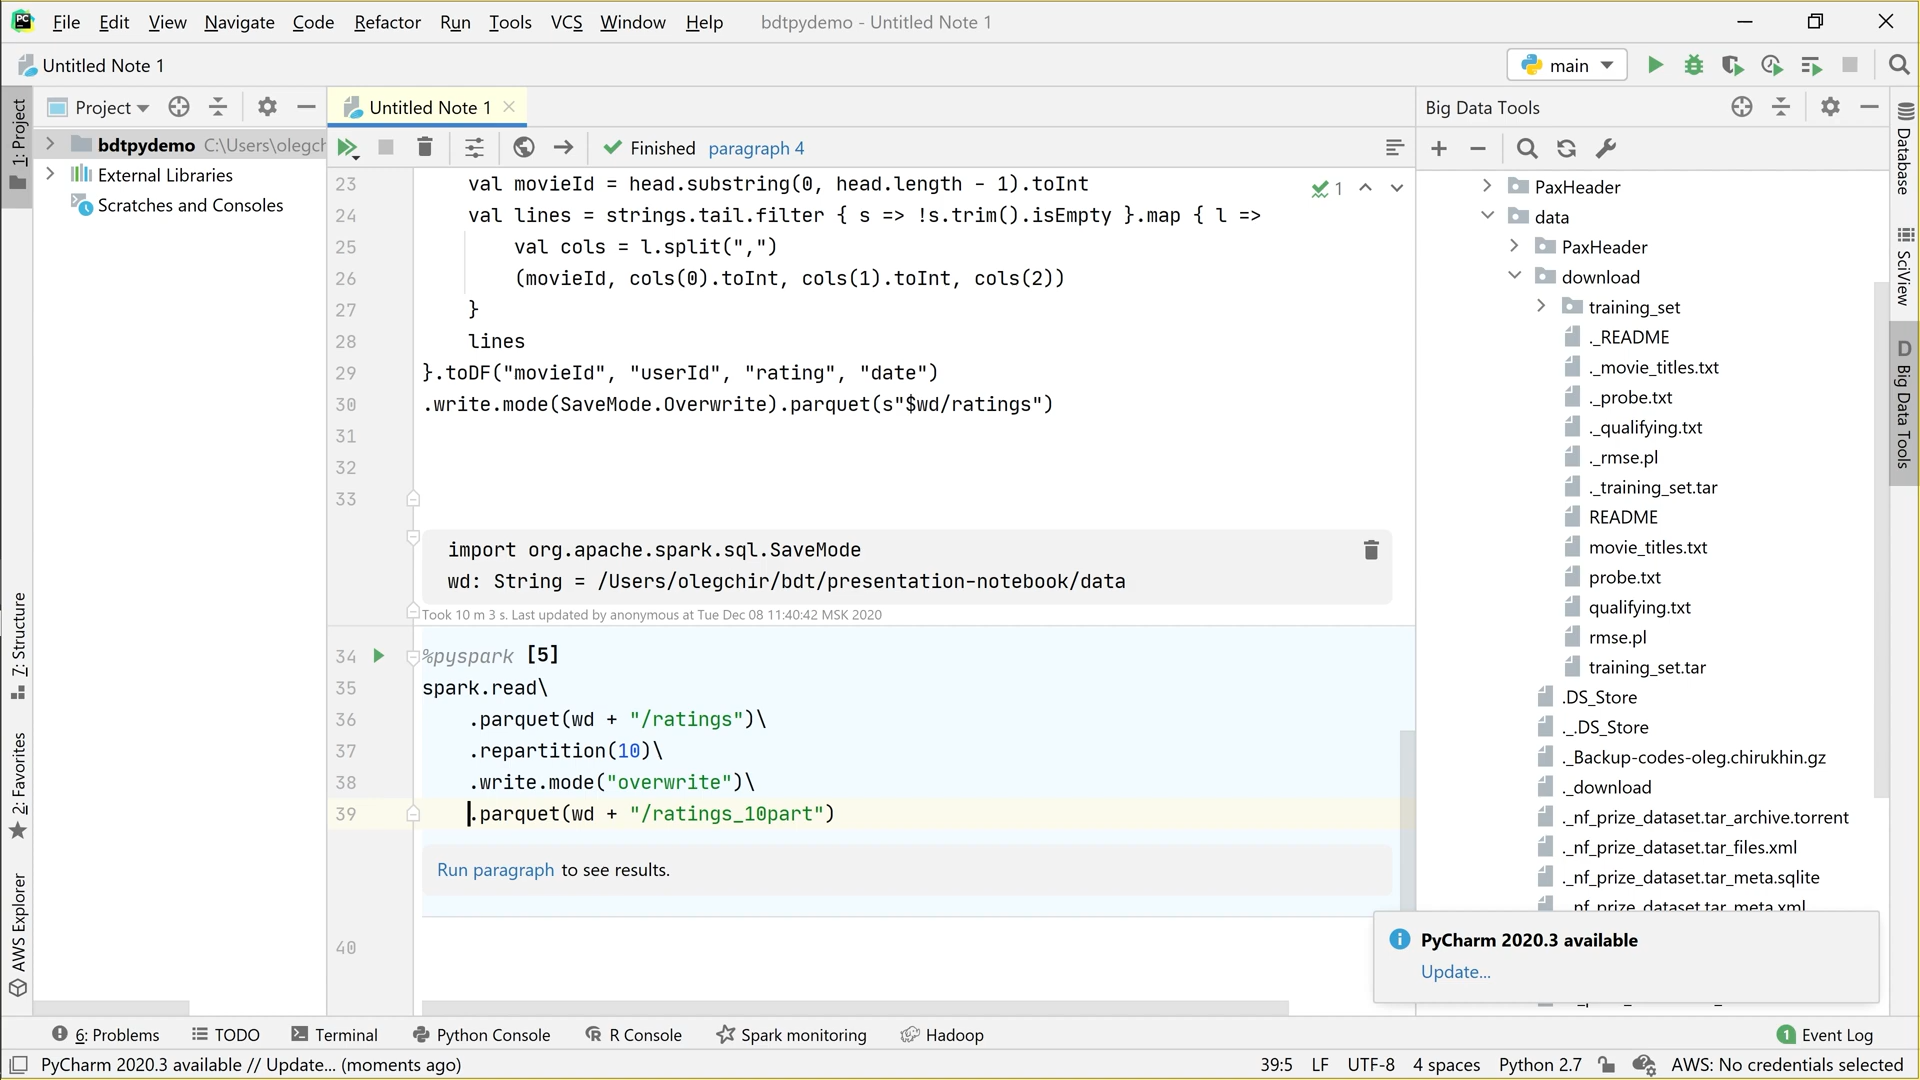 PC File Edit View Navigate Code Refactor Run Tools VCS Window Help bdtpydemo - Untitled Note 1
Untitled Note 1
main
1: Project
Project
Untitled Note 1
Big Data Tools
bdtpydemo C:\Users\olegch
External Libraries
Scratches and Consoles
Finished paragraph 4
1
23 val movieId = head.substring(0, head.length - 1).toInt
24 val lines = strings.tail.filter { s => !s.trim().isEmpty }.map { l =>
25 val cols = l.split(",")
26 (movieId, cols(0).toInt, cols(1).toInt, cols(2))
27 }
28 lines
29 }.toDF("movieId", "userId", "rating", "date")
30 .write.mode(SaveMode.Overwrite).parquet(s"$wd/ratings")
31
32
33
import org.apache.spark.sql.SaveMode
wd: String = /Users/olegchir/bdt/presentation-notebook/data
Took 10 m 3 s. Last updated by anonymous at Tue Dec 08 11:40:42 MSK 2020
34 %pyspark [5]
35 spark.read\
36 .parquet(wd + "/ratings")\
37 .repartition(10)\
38 .write.mode("overwrite")\
39 .parquet(wd + "/ratings_10part")
Run paragraph to see results.
40
PaxHeader
data
PaxHeader
download
training_set
._README
._movie_titles.txt
._probe.txt
._qualifying.txt
._rmse.pl
._training_set.tar
README
movie_titles.txt
probe.txt
qualifying.txt
rmse.pl
training_set.tar
.DS_Store
._.DS_Store
._Backup-codes-oleg.chirukhin.gz
._download
._nf_prize_dataset.tar_archive.torrent
._nf_prize_dataset.tar_files.xml
._nf_prize_dataset.tar_meta.sqlite
._nf_prize_dataset.tar_meta.xml
PyCharm 2020.3 available
Update...
Database
SciView
D Big Data Tools
7: Structure
2: Favorites
AWS Explorer
6: Problems TODO Terminal Python Console R Console Spark monitoring Hadoop 1 Event Log
PyCharm 2020.3 available // Update... (moments ago) 39:5 LF UTF-8 4 spaces Python 2.7 AWS: No credentials selected